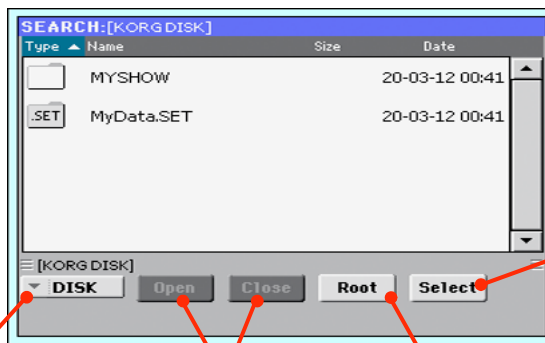 SEARCH:[KORG DISK]
Type Name Size Date
MYSHOW 20-03-12 00:41
.SET MyData.SET 20-03-12 00:41
[KORG DISK]
DISK Open Close Root Select